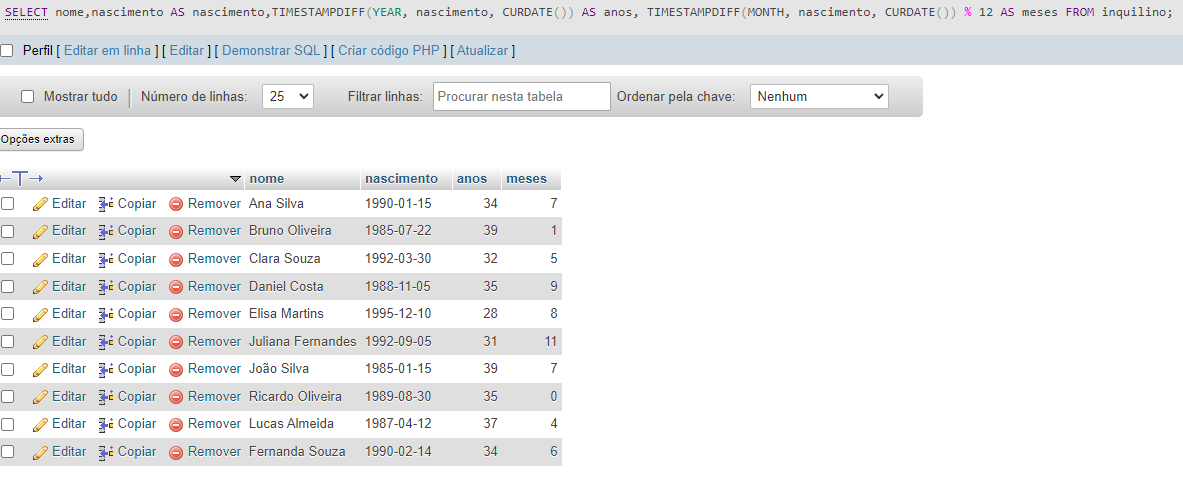 SELECT nome,nascimento AS nascimento,TIMESTAMPDIFF(YEAR, nascimento, CURDATE()) AS anos, TIMESTAMPDIFF(MONTH, nascimento, CURDATE()) % 12 AS meses FROM inquilino;
Perfil [ Editar em linha ] [ Editar ] [ Demonstrar SQL ] [ Criar código PHP ] [ Atualizar ]
Mostrar tudo Número de linhas: 25 Filtrar linhas: Procurar nesta tabela Ordenar pela chave: Nenhum
Opções extras
nome nascimento anos meses
Editar Copiar Remover Ana Silva 1990-01-15 34 7
Editar Copiar Remover Bruno Oliveira 1985-07-22 39 1
Editar Copiar Remover Clara Souza 1992-03-30 32 5
Editar Copiar Remover Daniel Costa 1988-11-05 35 9
Editar Copiar Remover Elisa Martins 1995-12-10 28 8
Editar Copiar Remover Juliana Fernandes 1992-09-05 31 11
Editar Copiar Remover João Silva 1985-01-15 39 7
Editar Copiar Remover Ricardo Oliveira 1989-08-30 35 0
Editar Copiar Remover Lucas Almeida 1987-04-12 37 4
Editar Copiar Remover Fernanda Souza 1990-02-14 34 6